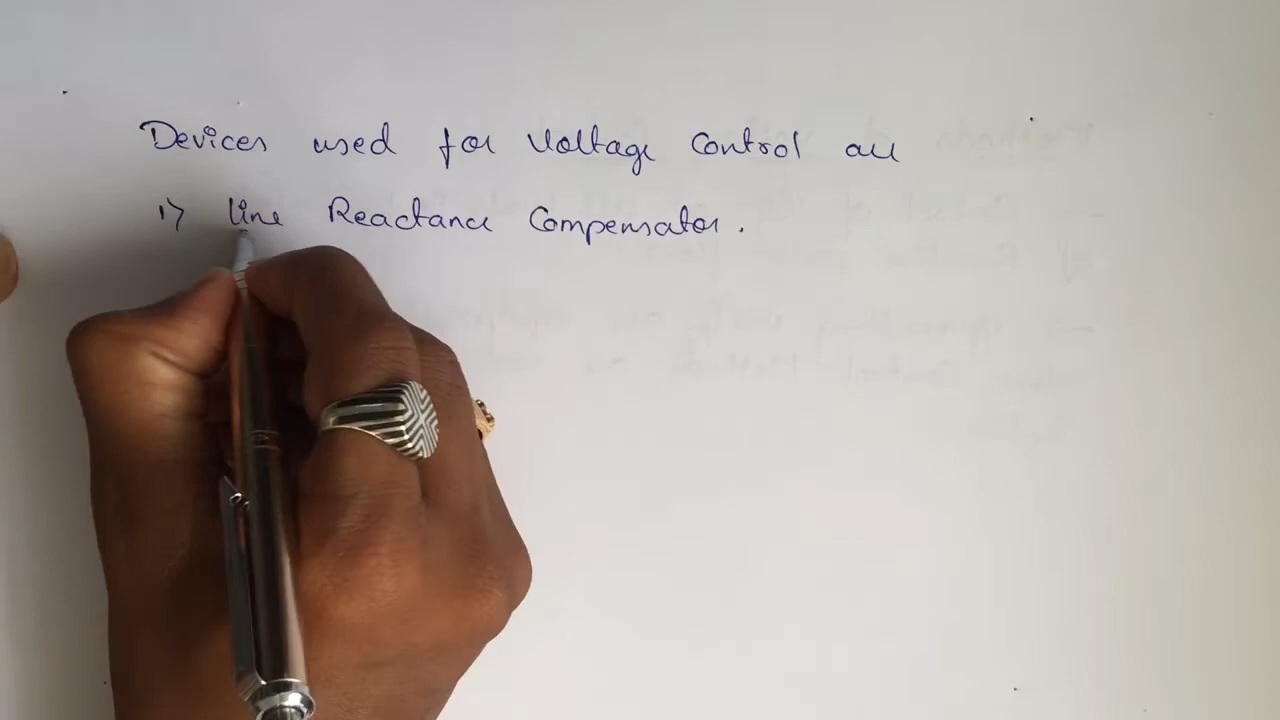 Devices used for Voltage Control are
1> line Reactance Compensator.